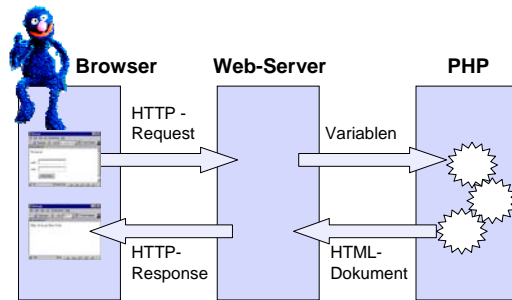 Browser
Web-Server
PHP
HTTP -
Request
Variablen
HTTP-
Response
HTML-
Dokument